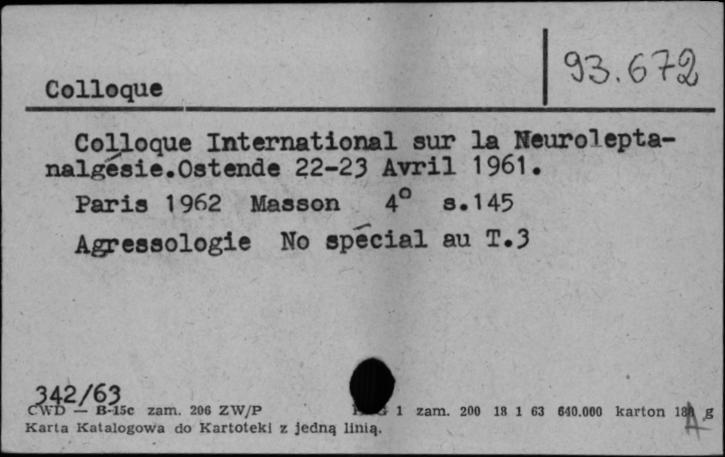 93.672
Colloque
Colloque International sur la Neurolepta-
nalgésie.Ostende 22-23 Avril 1961.
Paris 1962 Masson 4° s.145
Agressologie No spécial au T.3
342/63
CWD — B-15c zam. 206 ZW/P 1 zam. 200 18 1 63 640.000 karton 18 g
Karta Katalogowa do Kartoteki z jedną linią.